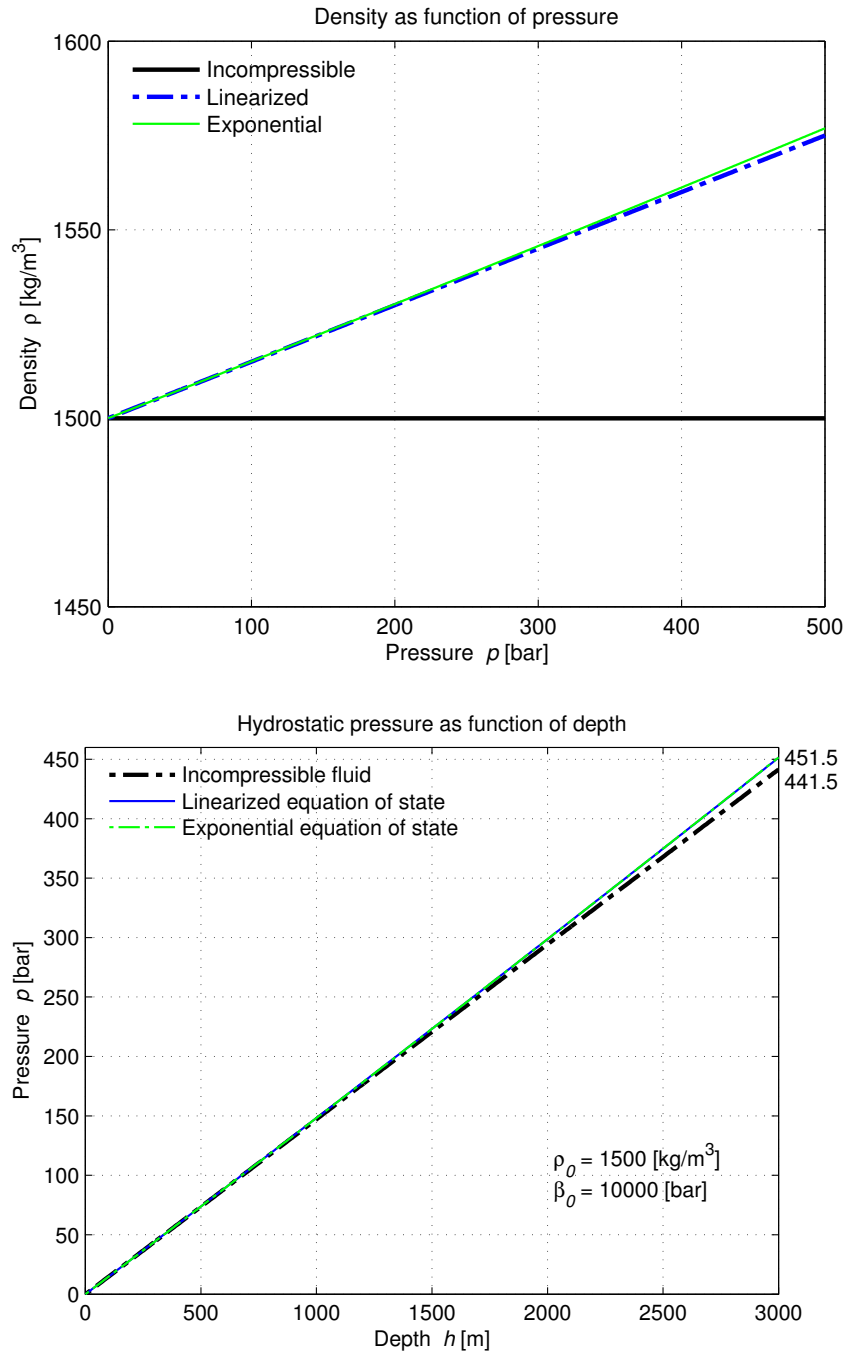 Density as function of pressure
1600
1550
1500
1450
Density ρ [kg/m³]
Incompressible
Linearized
Exponential
0 100 200 300 400 500
Pressure p [bar]
Hydrostatic pressure as function of depth
450
400
350
300
250
200
150
100
50
0
Pressure p [bar]
Incompressible fluid
Linearized equation of state
Exponential equation of state
451.5
441.5
ρ₀ = 1500 [kg/m³]
β₀ = 10000 [bar]
0 500 1000 1500 2000 2500 3000
Depth h [m]